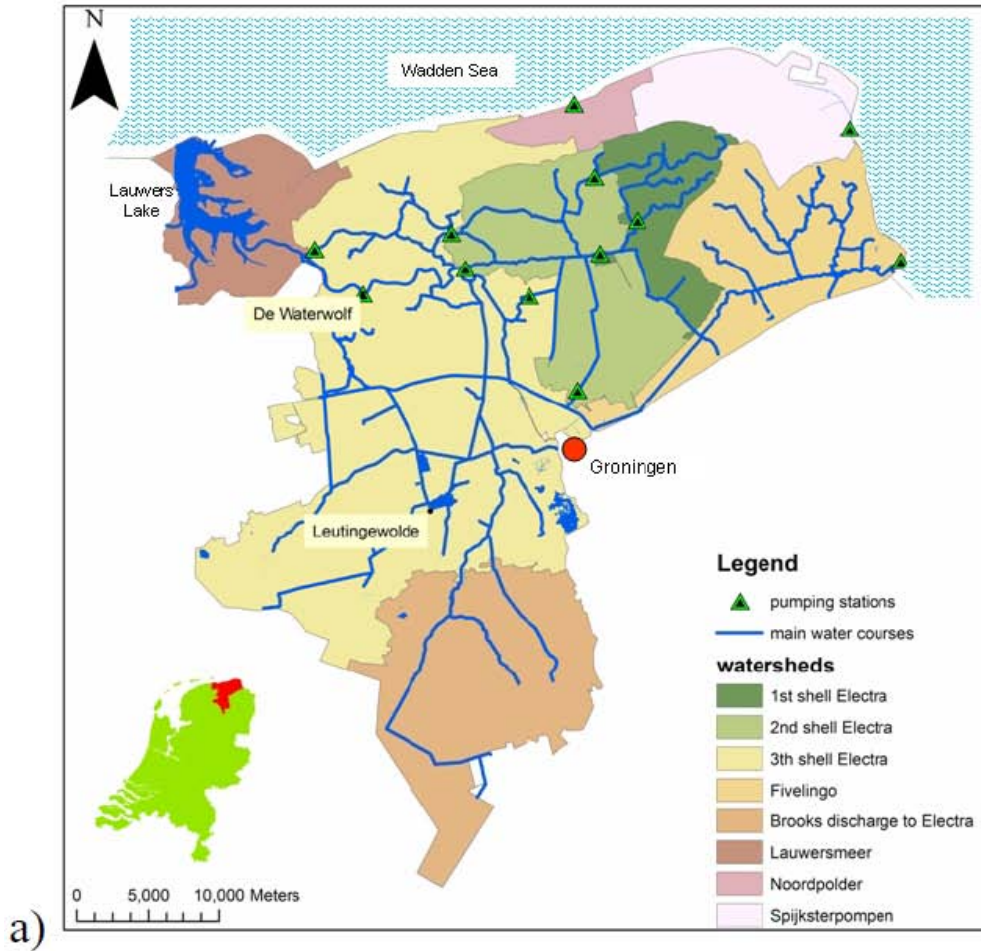 N
Wadden Sea
Lauwers
Lake
De Waterwolf
Groningen
Leutingewolde
Legend
pumping stations
main water courses
watersheds
1st shell Electra
2nd shell Electra
3th shell Electra
Fivelingo
Brooks discharge to Electra
Lauwersmeer
Noordpolder
Spijksterpompen
0 5,000 10,000 Meters
a)